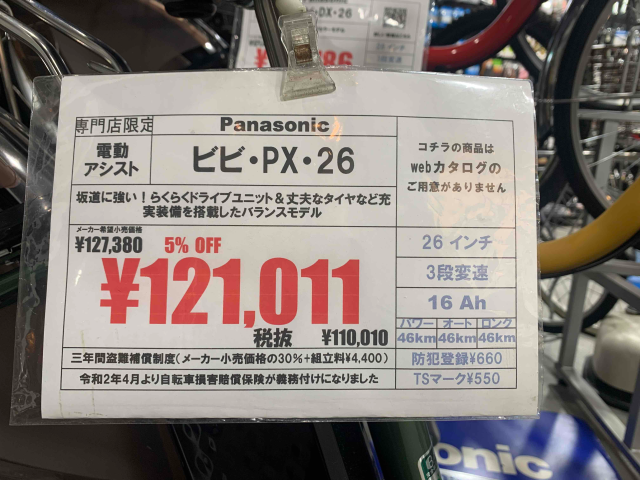 ・DX・26
専門店限定
Panasonic
電動
アシスト
ビビ・PX・26
コチラの商品は
webカタログの
ご用意がありません
坂道に強い！らくらくドライブユニット＆丈夫なタイヤなど充
実装備を搭載したバランスモデル
メーカー希望小売価格
¥127,380
5% OFF
¥121,011
税抜
¥110,010
26 インチ
3段変速
16 Ah
パワー オート ロング
46km 46km 46km
三年間盗難補償制度（メーカー小売価格の30%+組立料¥4,400）
防犯登録¥660
令和2年4月より自転車損害賠償保険が義務付けになりました
TSマーク¥550
onic